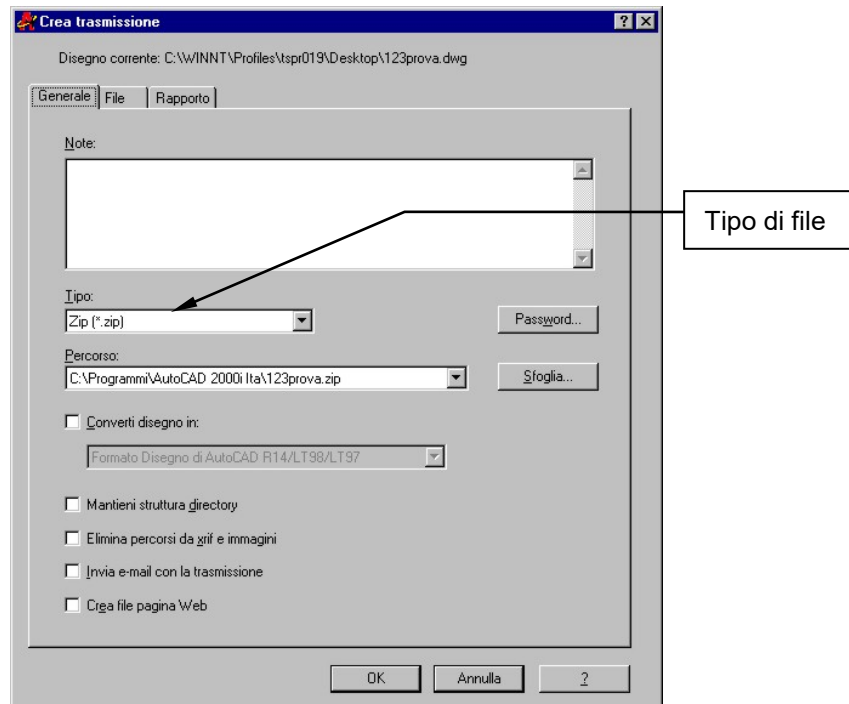 Crea trasmissione
Disegno corrente: C:\WINNT\Profiles\tspr019\Desktop\123prova.dwg
Generale File Rapporto
Note:
Tipo di file
Tipo:
Zip (*.zip)
Password...
Percorso:
C:\Programmi\AutoCAD 2000i Ita\123prova.zip
Sfoglia...
Converti disegno in:
Formato Disegno di AutoCAD R14/LT98/LT97
Mantieni struttura directory
Elimina percorsi da xrif e immagini
Invia e-mail con la trasmissione
Crea file pagina Web
OK Annulla ?